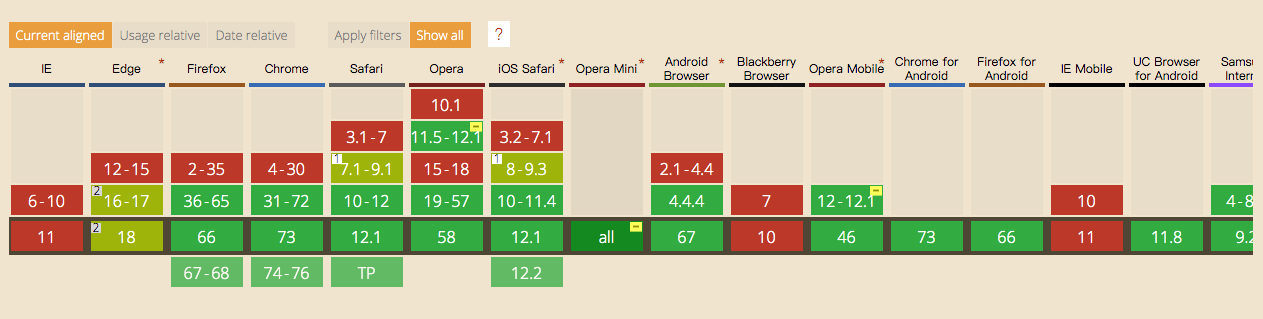 Current aligned Usage relative Date relative Apply filters Show all ?
IE Edge * Firefox Chrome Safari Opera iOS Safari * Opera Mini * Android Browser * Blackberry Browser Opera Mobile * Chrome for Android Firefox for Android IE Mobile UC Browser for Android Samsu Intern
10.1
3.1-7 11.5-12.1 3.2-7.1
12-15 2-35 4-30 1 7.1-9.1 15-18 1 8-9.3 2.1-4.4
6-10 2 16-17 36-65 31-72 10-12 19-57 10-11.4 4.4.4 7 12-12.1 10 4-8
11 2 18 66 73 12.1 58 12.1 all 67 10 46 73 66 11 11.8 9.2
67-68 74-76 TP 12.2